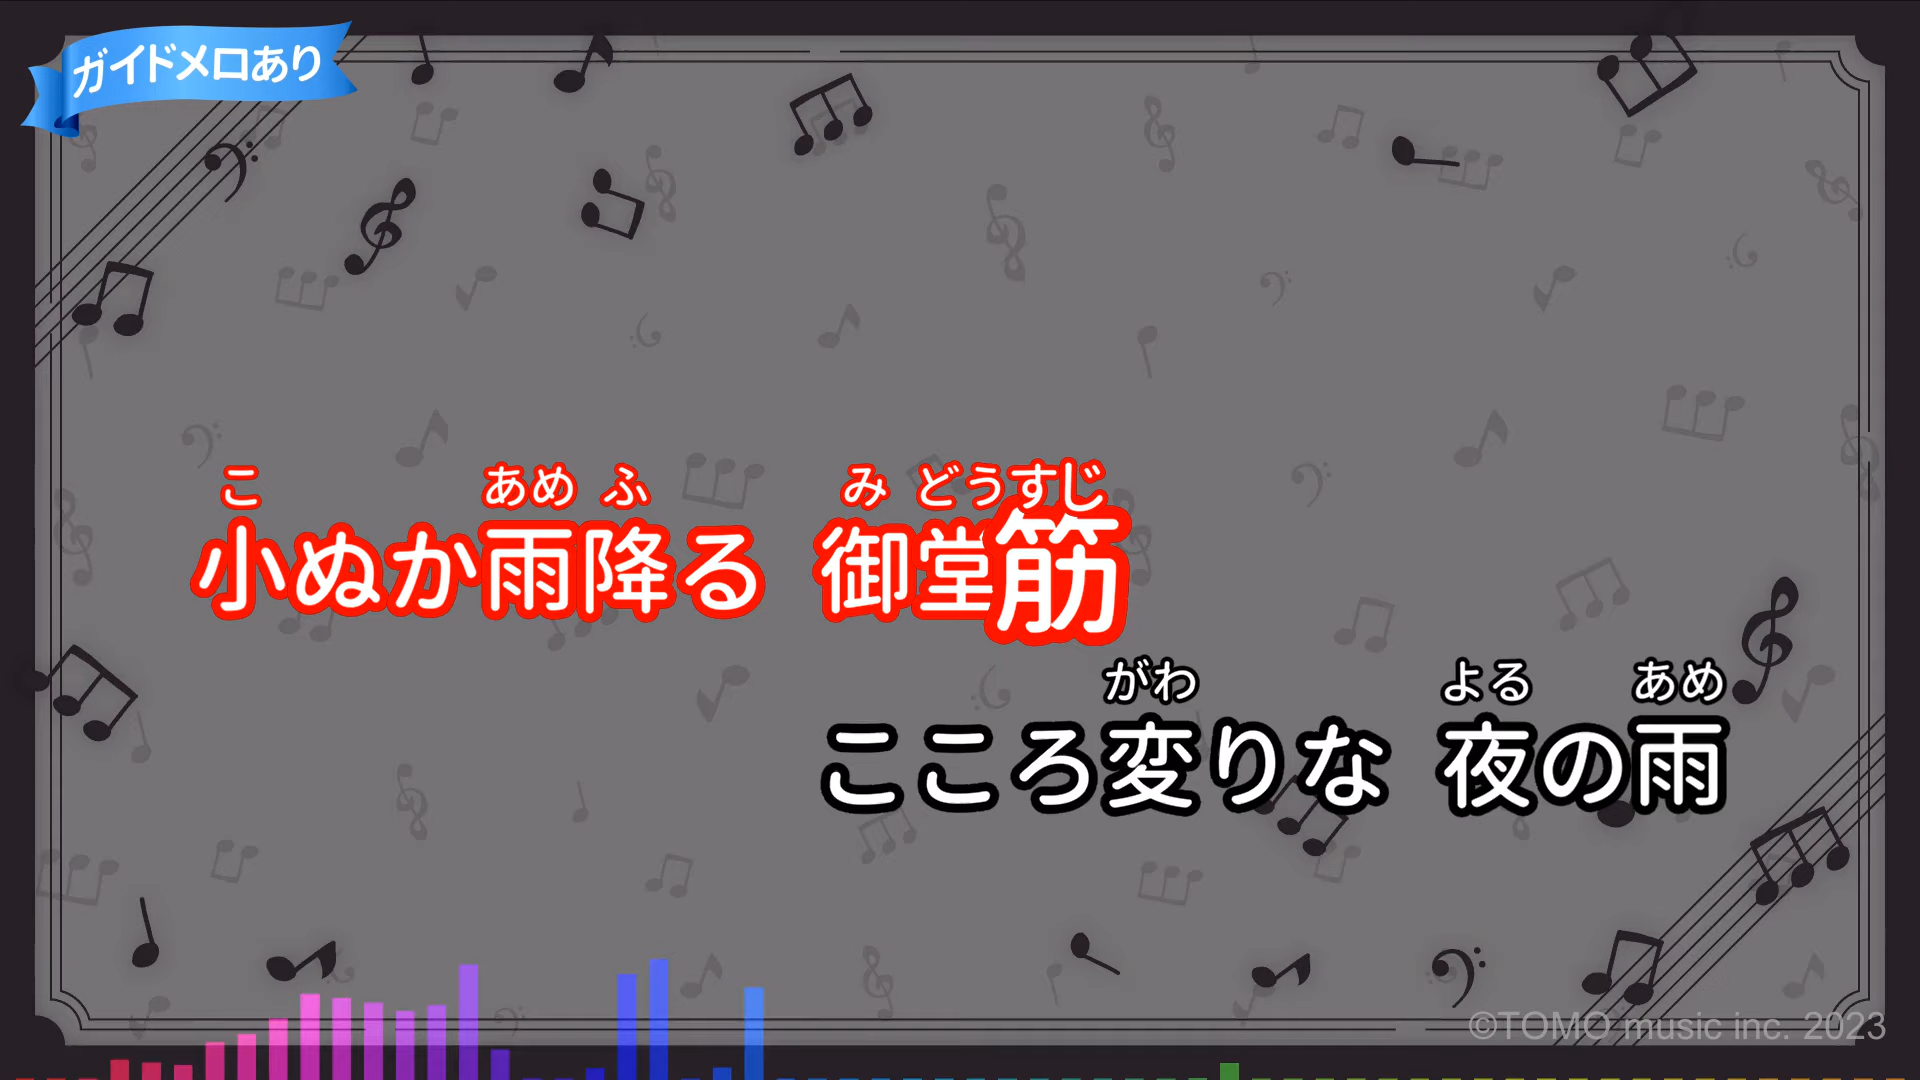 ガイドメロあり
こ あめ ふ み どう すじ
小ぬか雨降る 御堂筋
がわ よる あめ
こころ変りな 夜の雨
©TOMO music inc. 2023